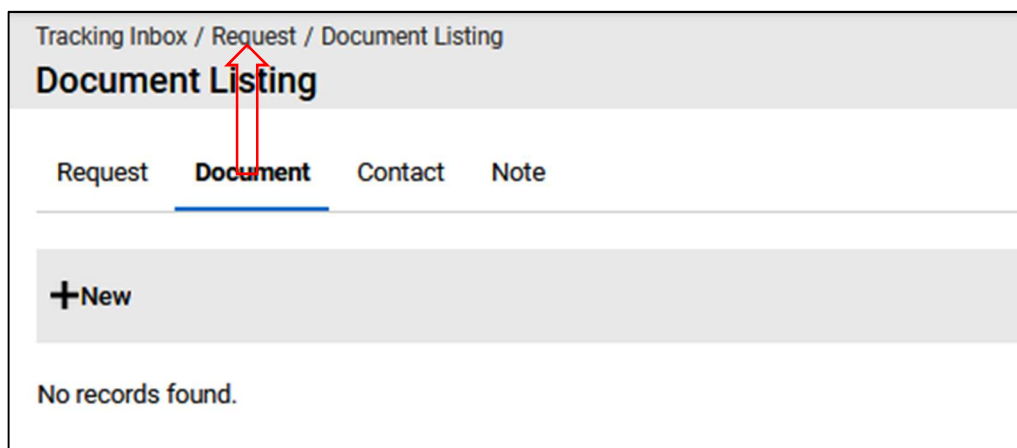 Tracking Inbox / Request / Document Listing
Document Listing
Request Document Contact Note
+New
No records found.